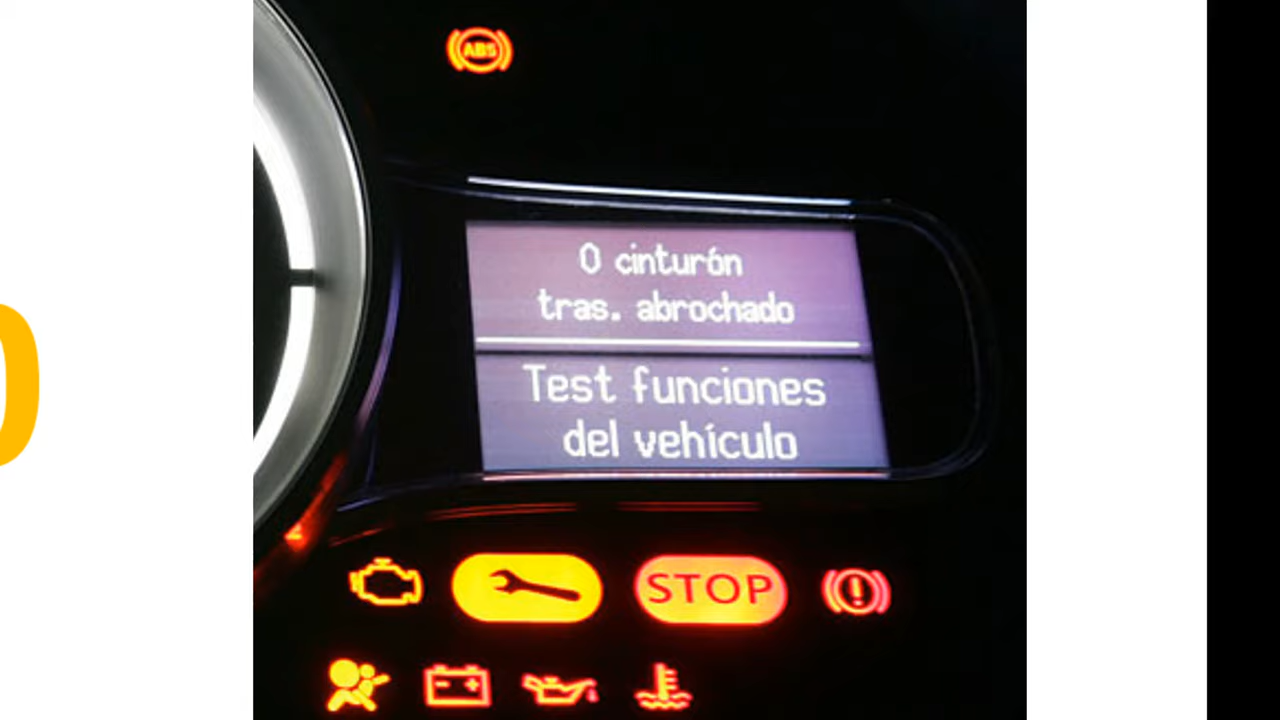 ABS
0 cinturón
tras. abrochado
Test funciones
del vehículo
STOP